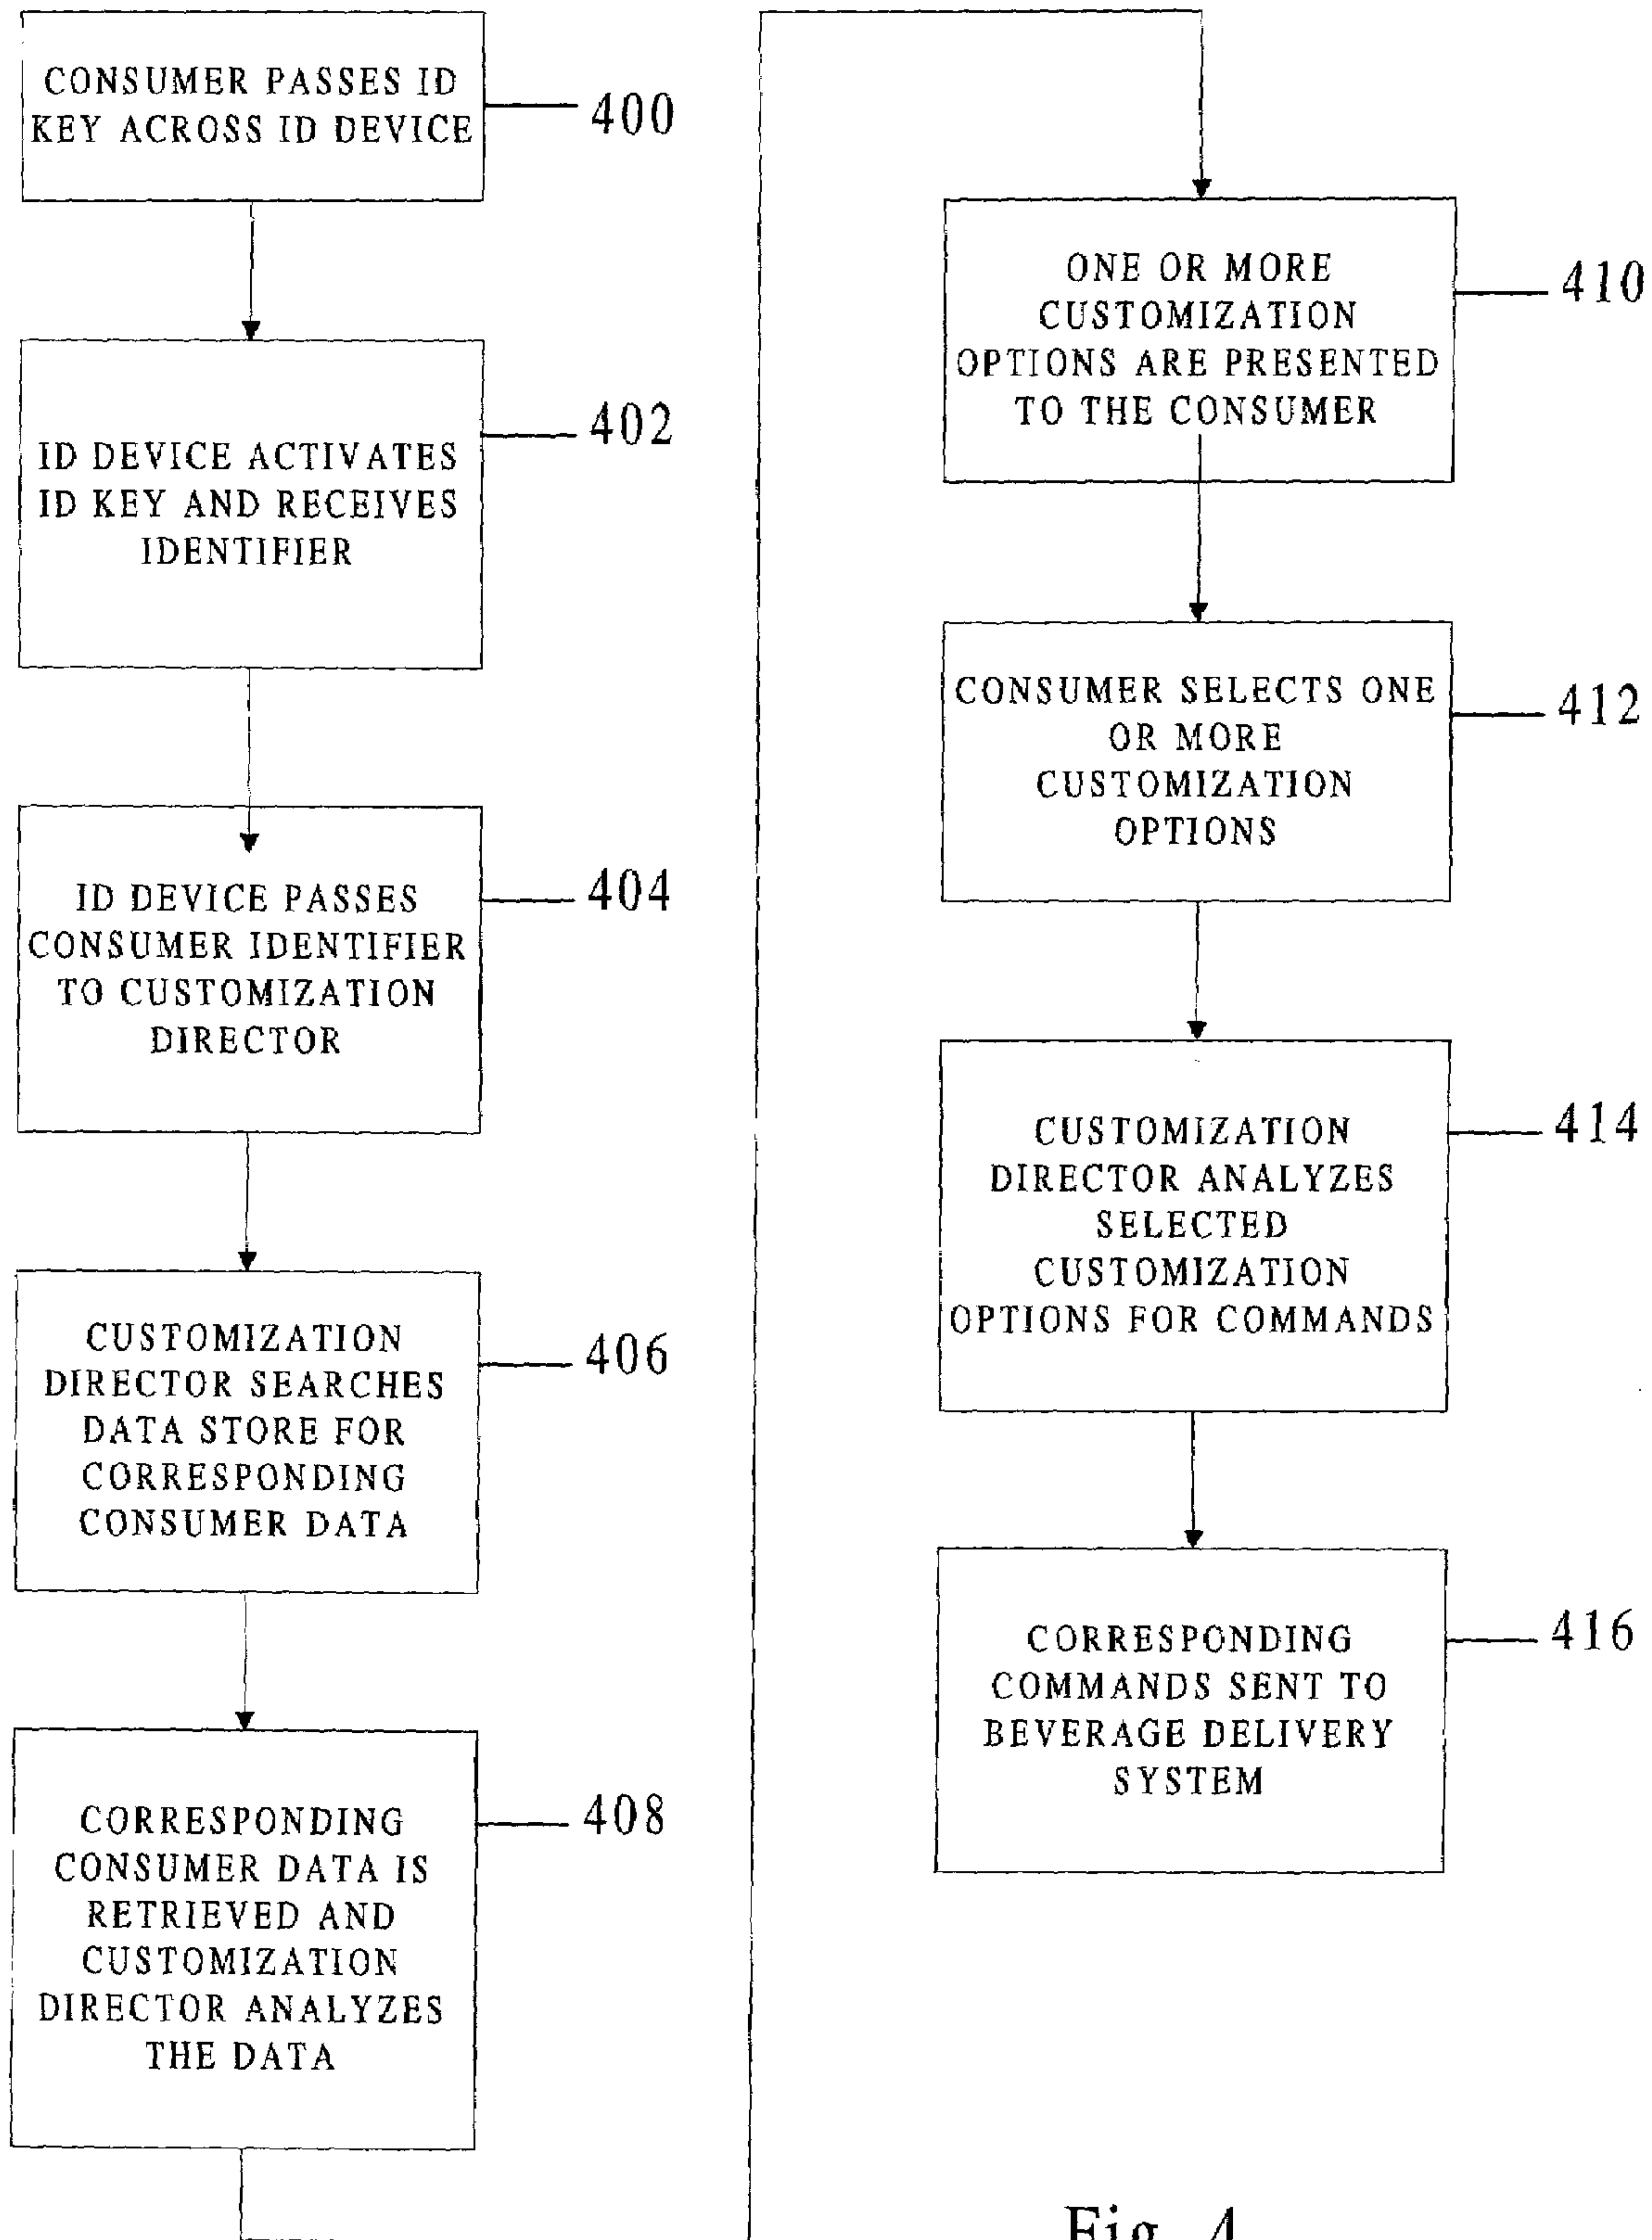 CONSUMER PASSES ID
KEY ACROSS ID DEVICE
400
ID DEVICE ACTIVATES
ID KEY AND RECEIVES
IDENTIFIER
402
ID DEVICE PASSES
CONSUMER IDENTIFIER
TO CUSTOMIZATION
DIRECTOR
404
CUSTOMIZATION
DIRECTOR SEARCHES
DATA STORE FOR
CORRESPONDING
CONSUMER DATA
406
CORRESPONDING
CONSUMER DATA IS
RETRIEVED AND
CUSTOMIZATION
DIRECTOR ANALYZES
THE DATA
408
ONE OR MORE
CUSTOMIZATION
OPTIONS ARE PRESENTED
TO THE CONSUMER
410
CONSUMER SELECTS ONE
OR MORE
CUSTOMIZATION
OPTIONS
412
CUSTOMIZATION
DIRECTOR ANALYZES
SELECTED
CUSTOMIZATION
OPTIONS FOR COMMANDS
414
CORRESPONDING
COMMANDS SENT TO
BEVERAGE DELIVERY
SYSTEM
416
Fig. 4